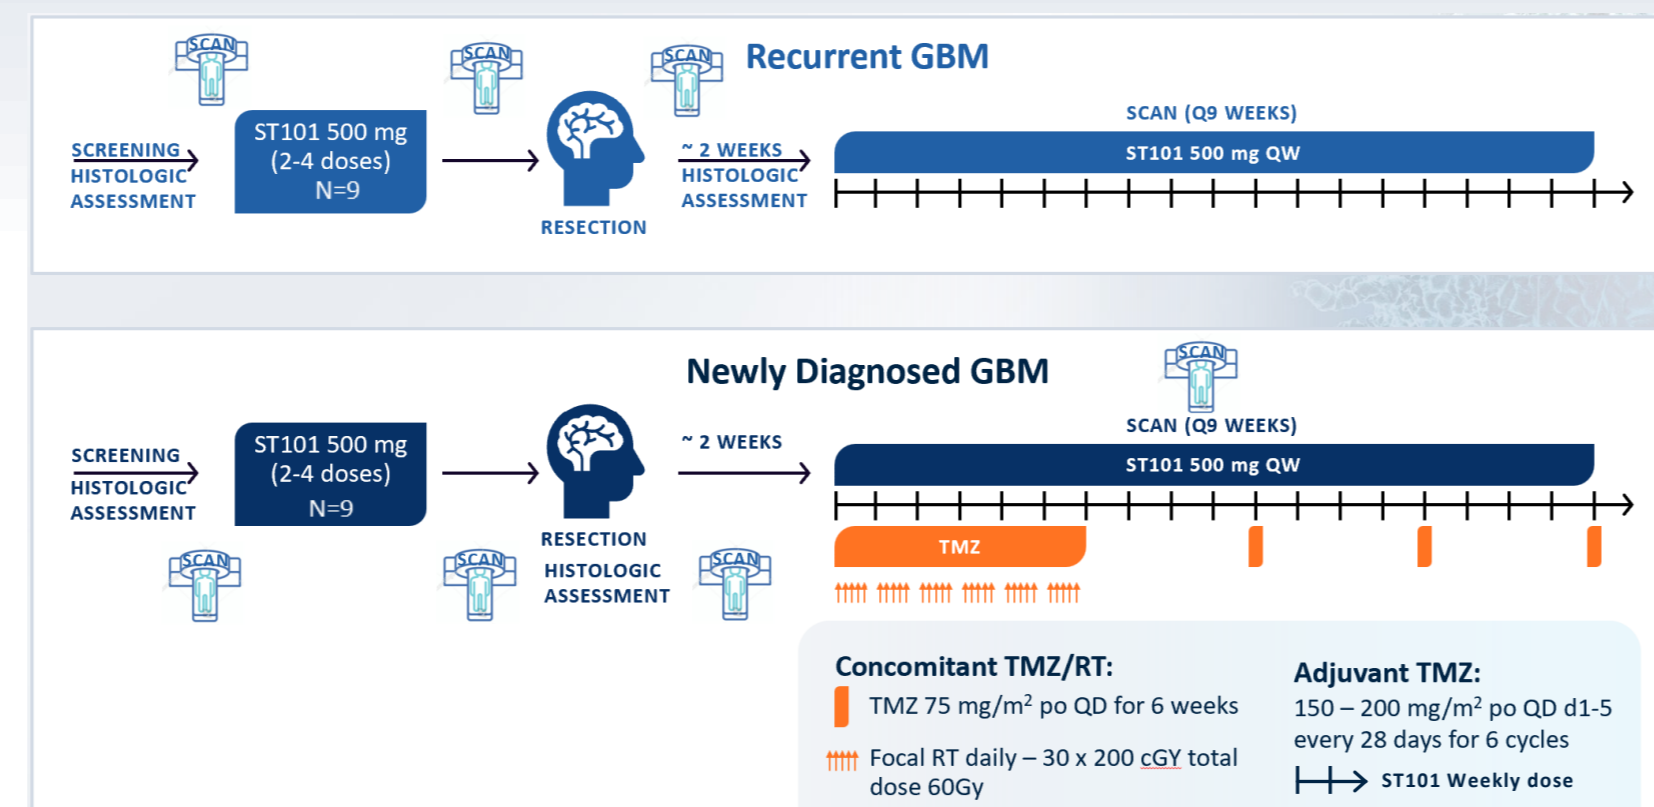 SCAN
SCAN
SCAN
Recurrent GBM
SCREENING
HISTOLOGIC
ASSESSMENT
ST101 500 mg
(2-4 doses)
N=9
RESECTION
~ 2 WEEKS
HISTOLOGIC
ASSESSMENT
SCAN (Q9 WEEKS)
ST101 500 mg QW
Newly Diagnosed GBM
SCAN
SCREENING
HISTOLOGIC
ASSESSMENT
ST101 500 mg
(2-4 doses)
N=9
SCAN
SCAN
RESECTION
HISTOLOGIC
ASSESSMENT
SCAN
~ 2 WEEKS
SCAN (Q9 WEEKS)
ST101 500 mg QW
TMZ
Concomitant TMZ/RT:
TMZ 75 mg/m² po QD for 6 weeks
Focal RT daily – 30 x 200 cGY total
dose 60Gy
Adjuvant TMZ:
150 – 200 mg/m² po QD d1-5
every 28 days for 6 cycles
ST101 Weekly dose